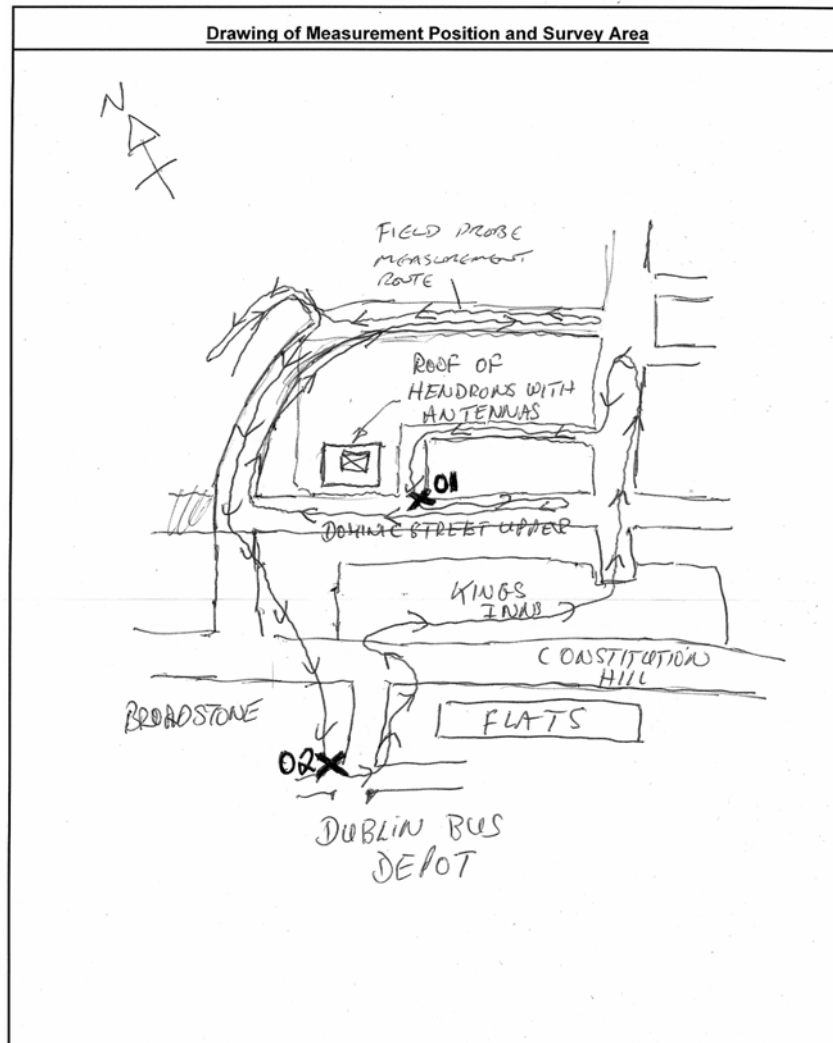 Drawing of Measurement Position and Survey Area
N
FIELD PROBE
MEASUREMENT
ROUTE
ROOF OF
HENDRONS WITH
ANTENNAS
01
DOMINIC STREET UPPER
KINGS
INNS
CONSTITUTION
HILL
BROADSTONE
FLATS
02
DUBLIN BUS
DEPOT